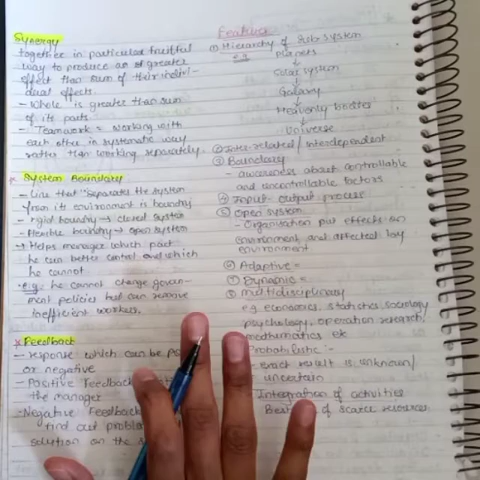 Synergy
together in particular fruitful
way to produce an of greater
effect than sum of their indivi-
dual effects.
- Whole is greater than sum
of its parts
- Teamwork = working with
each other in systematic way
rather than working separately.
System Boundary
- Line that separates the system
from its environment is boundry
- rigid boundry → closed system
- Flexible boundry → open system
→ Helps manager which part
he can better control and which
he cannot
- e.g. he cannot change gover-
ment policies but can remove
inefficient workers.
Feedback
- response which can be
or negative
- Positive Feedback
the manager
- Negative Feedback
find out
solution on the
Features
① Hierarchy of Sub-System
e.g. Planets
↓
Solar system
↓
Galaxy
↓
Heavenly bodies
↓
Universe
② Inter-related / interdependent
③ Boundary
- awareness about controllable
and uncontrollable factors
④ Input-output process
⑤ Open system
- Organisation put effects on
environment and affected by
environment
⑥ Adaptive =
⑦ Dynamic =
⑧ multidisciplinary
e.g. economics, statistics, sociology
psychology, operation research,
mathematics etc
Probabilistic -
- exact result is unknown/
uncertain
Integration of activities
of scarce resources